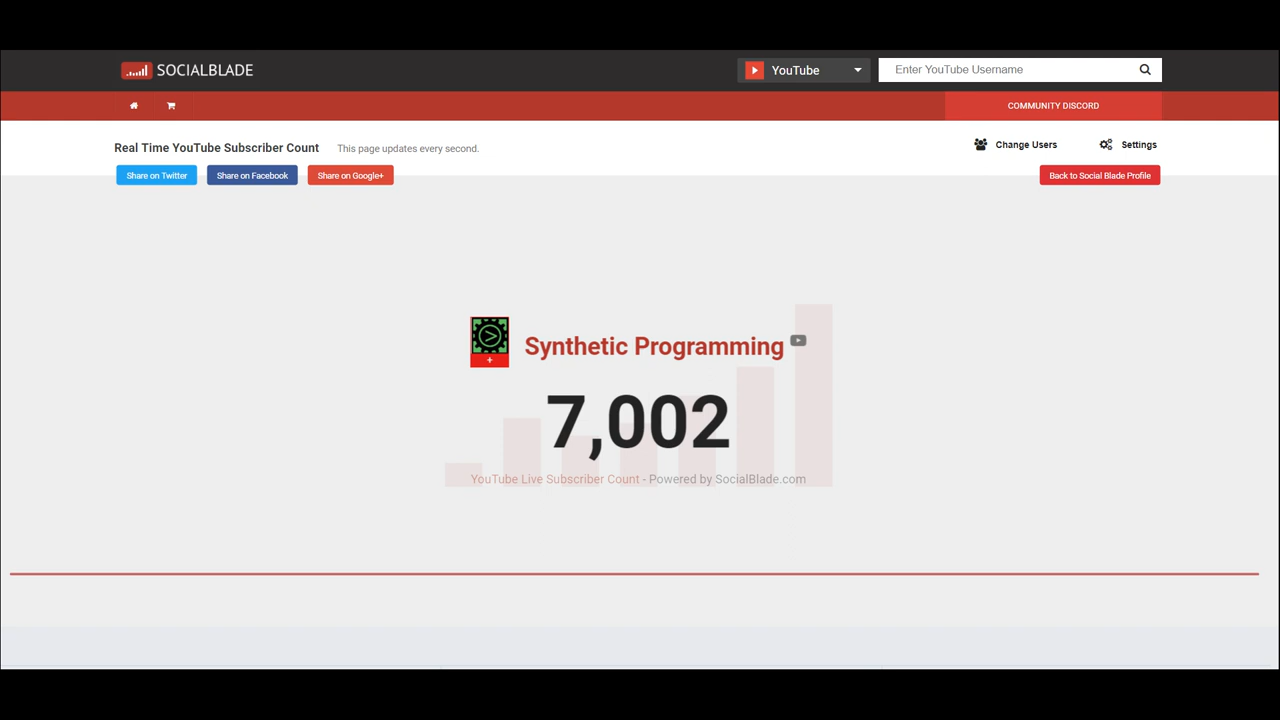 SOCIALBLADE
YouTube
Enter YouTube Username
COMMUNITY DISCORD
Real Time YouTube Subscriber Count This page updates every second.
Change Users
Settings
Share on Twitter
Share on Facebook
Share on Google+
Back to Social Blade Profile
Synthetic Programming
7,002
YouTube Live Subscriber Count - Powered by SocialBlade.com